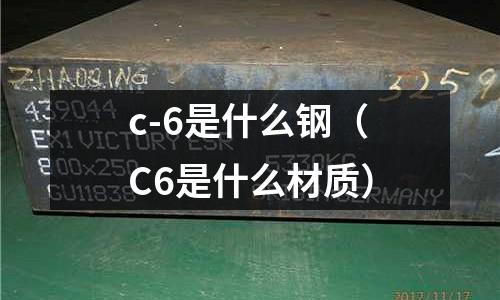 ZHAOQING 3259
439044
EX1 VICTORY ESR
800x250 5330KG
GU11838 ORIGIN GERMANY
c-6是什么钢（
C6是什么材质）
2017/11/17